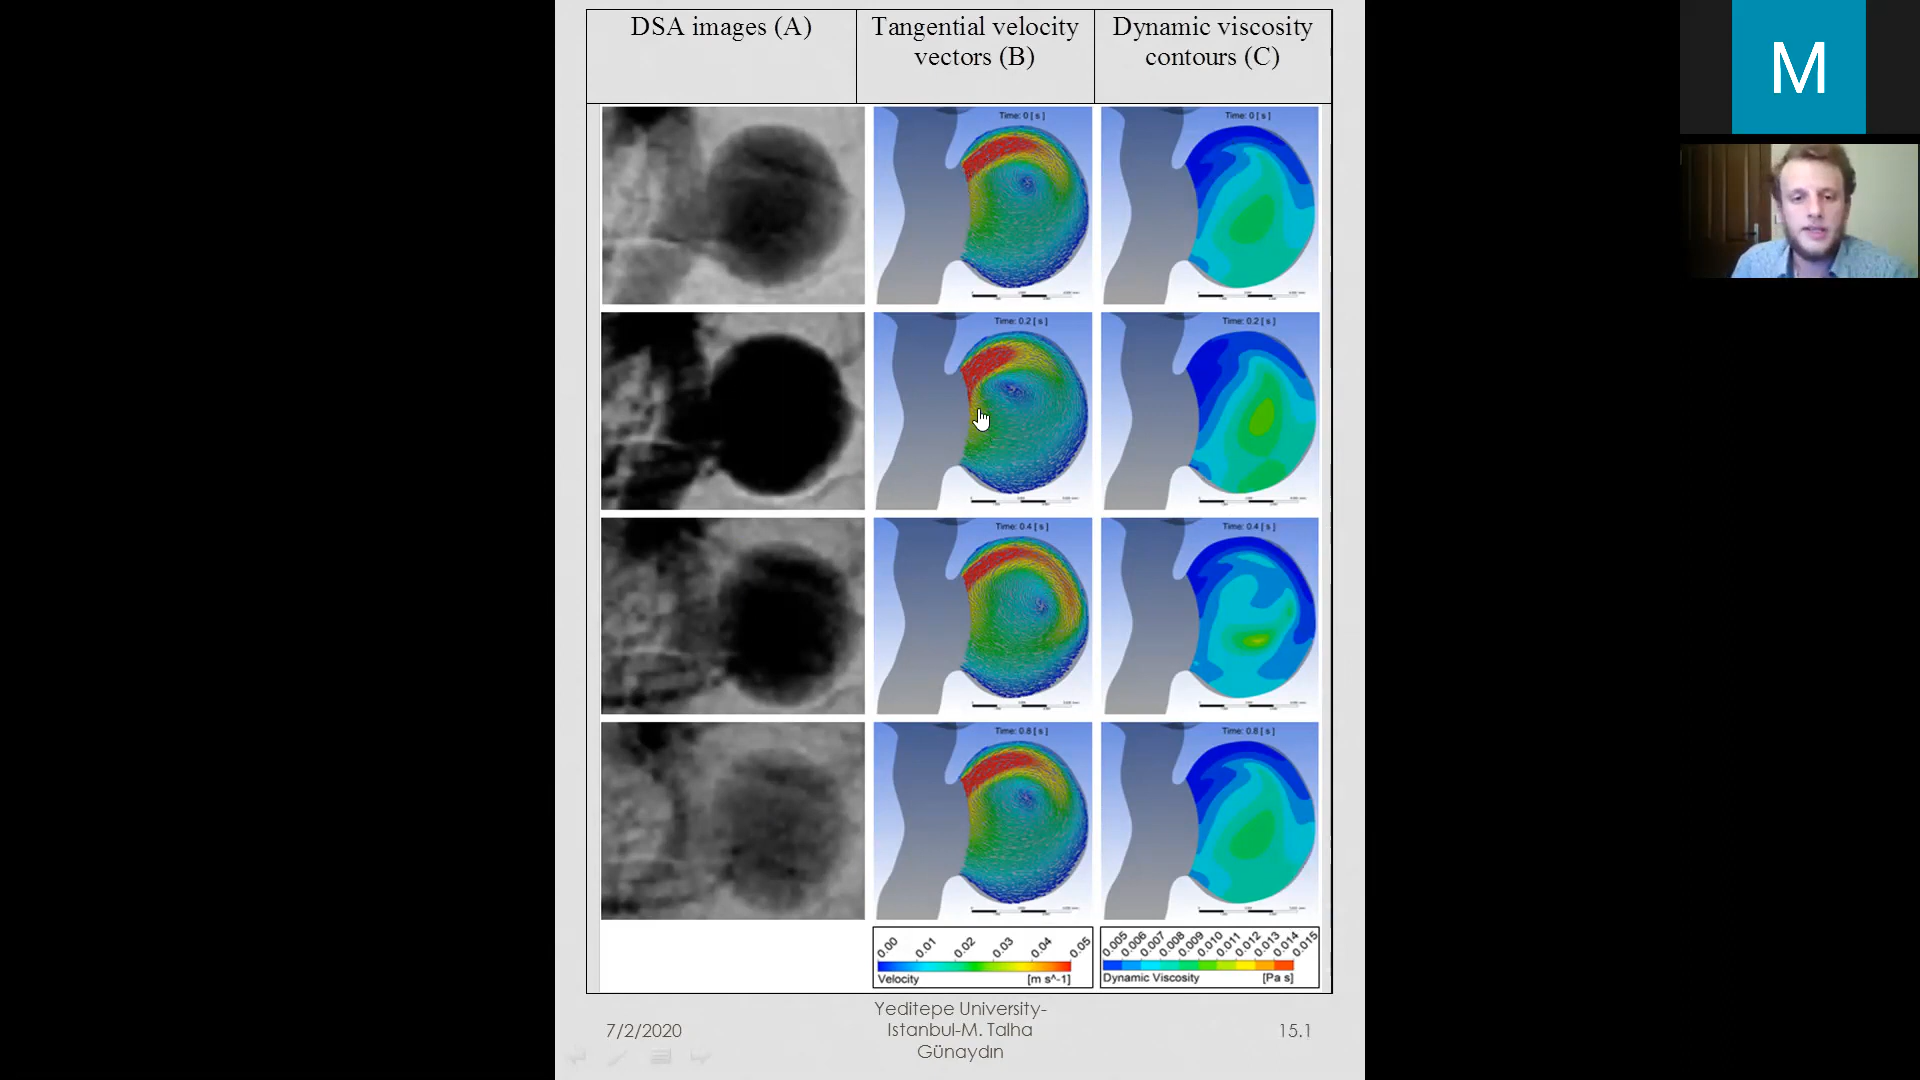 DSA images (A)
Tangential velocity
vectors (B)
Dynamic viscosity
contours (C)
M
Time: 0 [ s ]
Time: 0 [ s ]
Time: 0.2 [ s ]
Time: 0.2 [ s ]
Time: 0.4 [ s ]
Time: 0.4 [ s ]
Time: 0.8 [ s ]
Time: 0.8 [ s ]
0.00 0.01 0.02 0.03 0.04 0.05
Velocity [m s^-1]
0.005 0.006 0.007 0.008 0.009 0.010 0.011 0.012 0.013 0.014 0.015
Dynamic Viscosity [Pa s]
7/2/2020
Yeditepe University-
Istanbul-M. Talha
Günaydın
15.1